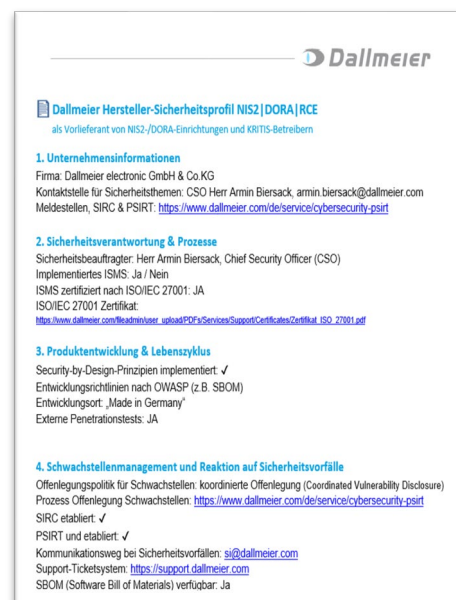 Dallmeier
Dallmeier Hersteller-Sicherheitsprofil NIS2|DORA|RCE
als Vorlieferant von NIS2-/DORA-Einrichtungen und KRITIS-Betreibern
1. Unternehmensinformationen
Firma: Dallmeier electronic GmbH & Co.KG
Kontaktstelle für Sicherheitsthemen: CSO Herr Armin Biersack, armin.biersack@dallmeier.com
Meldestellen, SIRC & PSIRT: https://www.dallmeier.com/de/service/cybersecurity-psirt
2. Sicherheitsverantwortung & Prozesse
Sicherheitsbeauftragter: Herr Armin Biersack, Chief Security Officer (CSO)
Implementiertes ISMS: Ja / Nein
ISMS zertifiziert nach ISO/IEC 27001: JA
ISO/IEC 27001 Zertifikat:
https://www.dallmeier.com/fileadmin/user_upload/PDFs/Services/Support/Certificates/Zertifikat_ISO_27001.pdf
3. Produktentwicklung & Lebenszyklus
Security-by-Design-Prinzipien implementiert: ✓
Entwicklungsrichtlinien nach OWASP (z.B. SBOM)
Entwicklungsort: „Made in Germany“
Externe Penetrationstests: JA
4. Schwachstellenmanagement und Reaktion auf Sicherheitsvorfälle
Offenlegungspolitik für Schwachstellen: koordinierte Offenlegung (Coordinated Vulnerability Disclosure)
Prozess Offenlegung Schwachstellen: https://www.dallmeier.com/de/service/cybersecurity-psirt
SIRC etabliert: ✓
PSIRT und etabliert: ✓
Kommunikationsweg bei Sicherheitsvorfällen: si@dallmeier.com
Support-Ticketsystem: https://support.dallmeier.com
SBOM (Software Bill of Materials) verfügbar: Ja